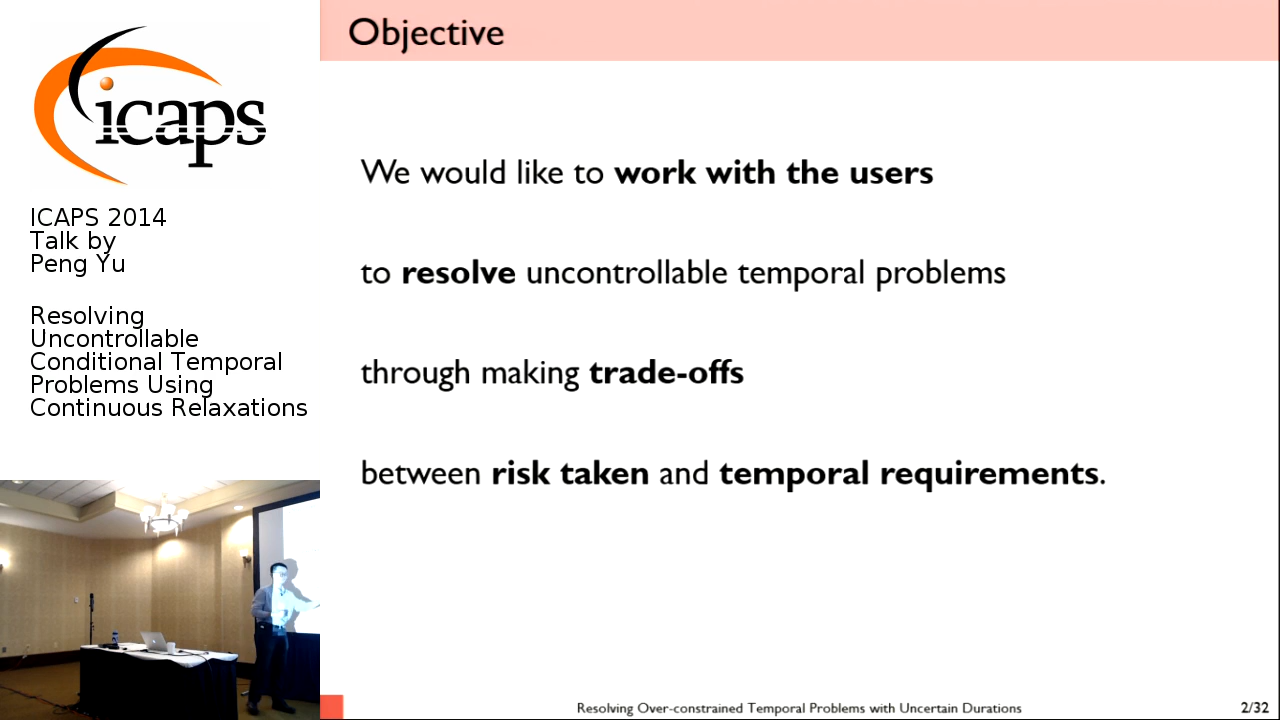 icaps
ICAPS 2014
Talk by
Peng Yu
Resolving
Uncontrollable
Conditional Temporal
Problems Using
Continuous Relaxations
Objective
We would like to work with the users
to resolve uncontrollable temporal problems
through making trade-offs
between risk taken and temporal requirements.
Resolving Over-constrained Temporal Problems with Uncertain Durations
2/32